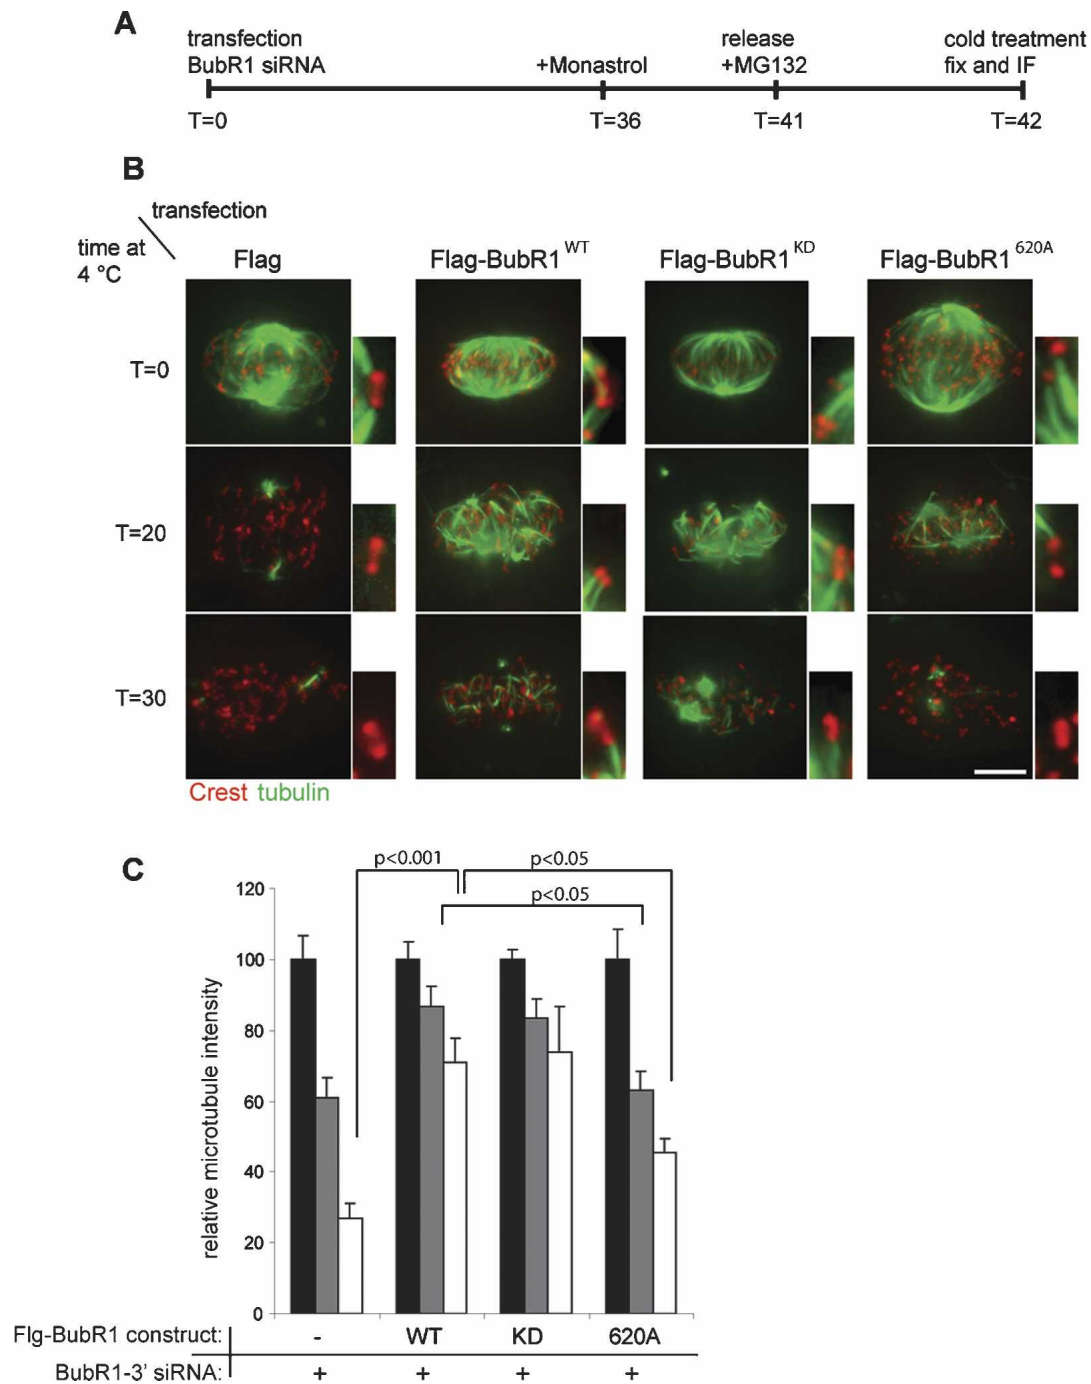 A
transfection
BubR1 siRNA
+Monastrol
release
+MG132
cold treatment
fix and IF
T=0
T=36
T=41
T=42
B
transfection
time at
4 °C
Flag
Flag-BubR1 WT
Flag-BubR1 KD
Flag-BubR1 620A
T=0
T=20
T=30
Crest tubulin
C
p<0.001
p<0.05
p<0.05
relative microtubule intensity
120
100
80
60
40
20
0
Flg-BubR1 construct: - WT KD 620A
BubR1-3' siRNA: + + + +